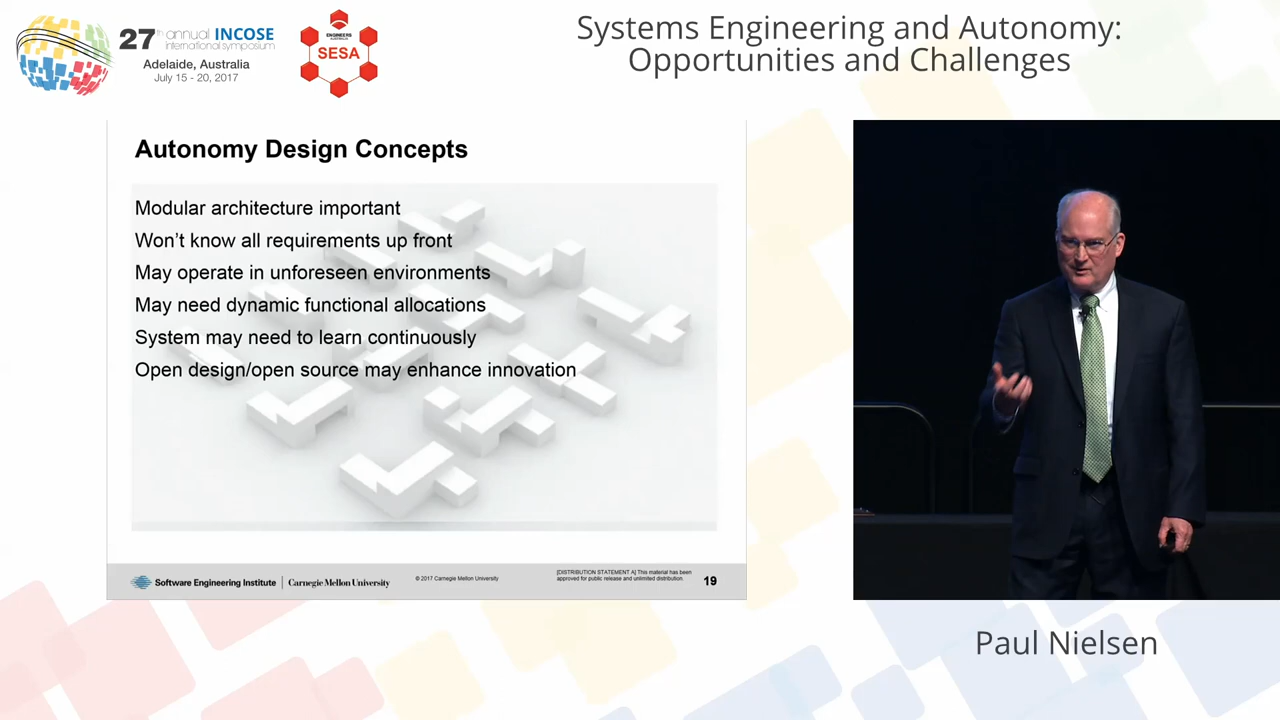 27th annual INCOSE
international symposium
Adelaide, Australia
July 15 - 20, 2017
ENGINEERS
AUSTRALIA
SESA
Systems Engineering and Autonomy:
Opportunities and Challenges
Autonomy Design Concepts
Modular architecture important
Won't know all requirements up front
May operate in unforeseen environments
May need dynamic functional allocations
System may need to learn continuously
Open design/open source may enhance innovation
Software Engineering Institute | Carnegie Mellon University
© 2017 Carnegie Mellon University
[DISTRIBUTION STATEMENT A] This material has been
approved for public release and unlimited distribution.
19
Paul Nielsen